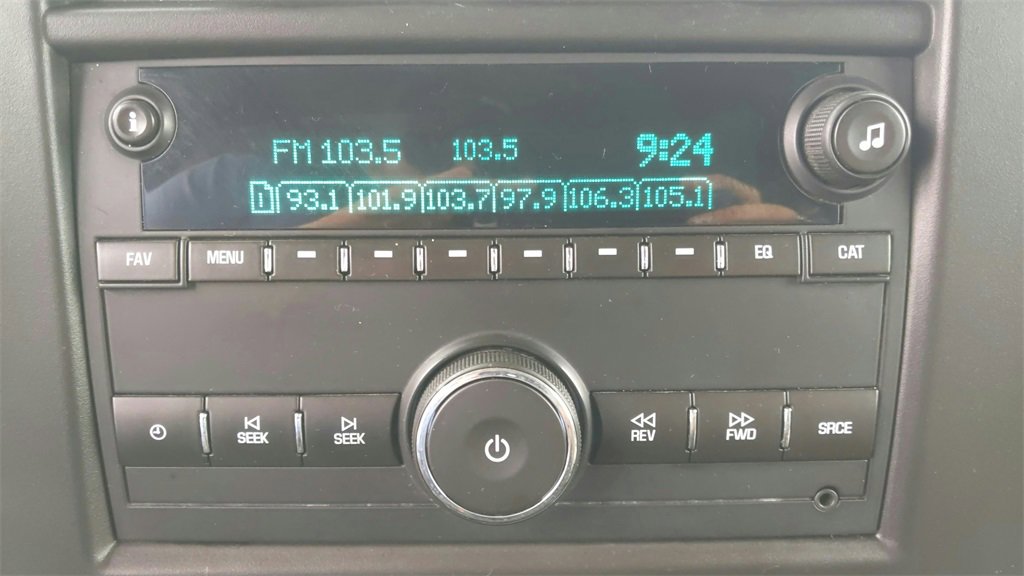 i
FM 103.5 103.5 9:24
1 93.1 101.9 103.7 97.9 106.3 105.1
FAV MENU EQ CAT
SEEK SEEK REV FWD SRCE